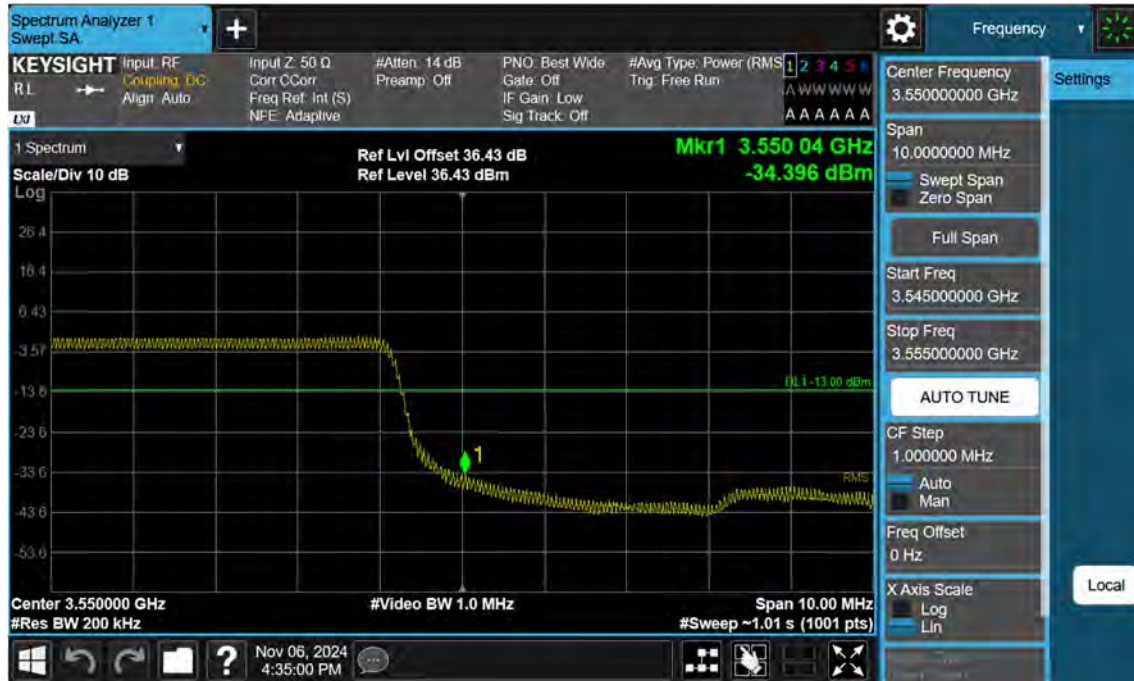 Spectrum Analyzer 1
Swept SA
Frequency
KEYSIGHT
RL
LXI
Input: RF
Coupling: DC
Align: Auto
Input Z: 50 Ω
Corr CCorr
Freq Ref: Int (S)
NFE: Adaptive
#Atten: 14 dB
Preamp: Off
PNO: Best Wide
Gate: Off
IF Gain: Low
Sig Track: Off
#Avg Type: Power (RMS
Trig: Free Run
1 2 3 4 5 6
A W W W W W
A A A A A A
Center Frequency
3.550000000 GHz
Settings
1 Spectrum
Scale/Div 10 dB
Ref Lvl Offset 36.43 dB
Ref Level 36.43 dBm
Mkr1 3.550 04 GHz
-34.396 dBm
Log
26.4
16.4
6.43
-3.57
-13.6
-23.6
-33.6
-43.6
-53.6
DL1 -13.00 dBm
1
RMS
Center 3.550000 GHz
#Res BW 200 kHz
#Video BW 1.0 MHz
Span 10.00 MHz
#Sweep ~1.01 s (1001 pts)
Span
10.0000000 MHz
Swept Span
Zero Span
Full Span
Start Freq
3.545000000 GHz
Stop Freq
3.555000000 GHz
AUTO TUNE
CF Step
1.000000 MHz
Auto
Man
Freq Offset
0 Hz
X Axis Scale
Log
Lin
Local
?
Nov 06, 2024
4:35:00 PM